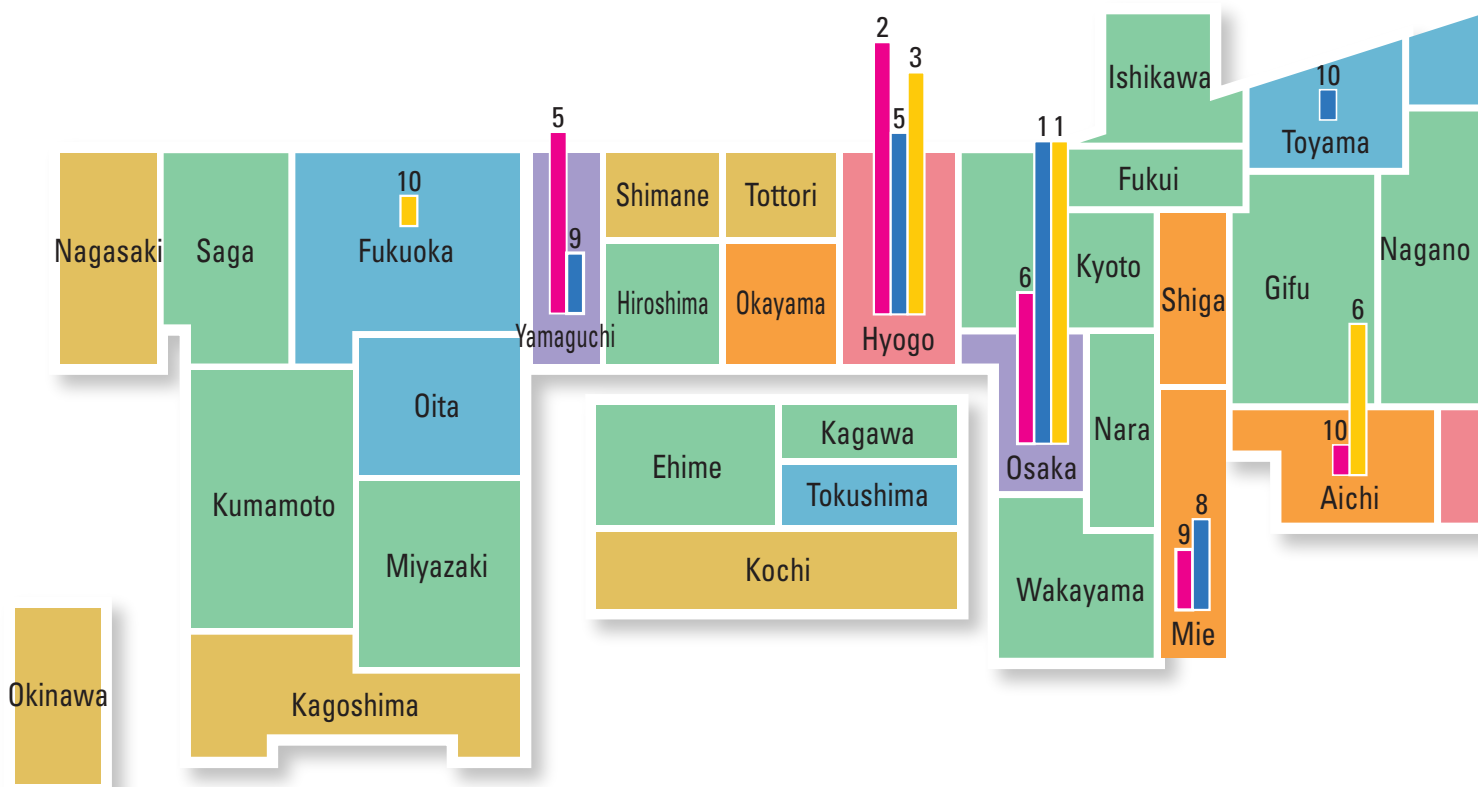 2
3
Ishikawa
10
5
5
1 1
Toyama
Fukui
10
Shimane
Tottori
Nagasaki
Saga
Fukuoka
9
Kyoto
Nagano
6
Shiga
Gifu
6
Hiroshima
Okayama
Yamaguchi
Hyogo
Oita
Ehime
Kagawa
Nara
10
Osaka
Kumamoto
Tokushima
Aichi
8
9
Miyazaki
Kochi
Wakayama
Mie
Okinawa
Kagoshima